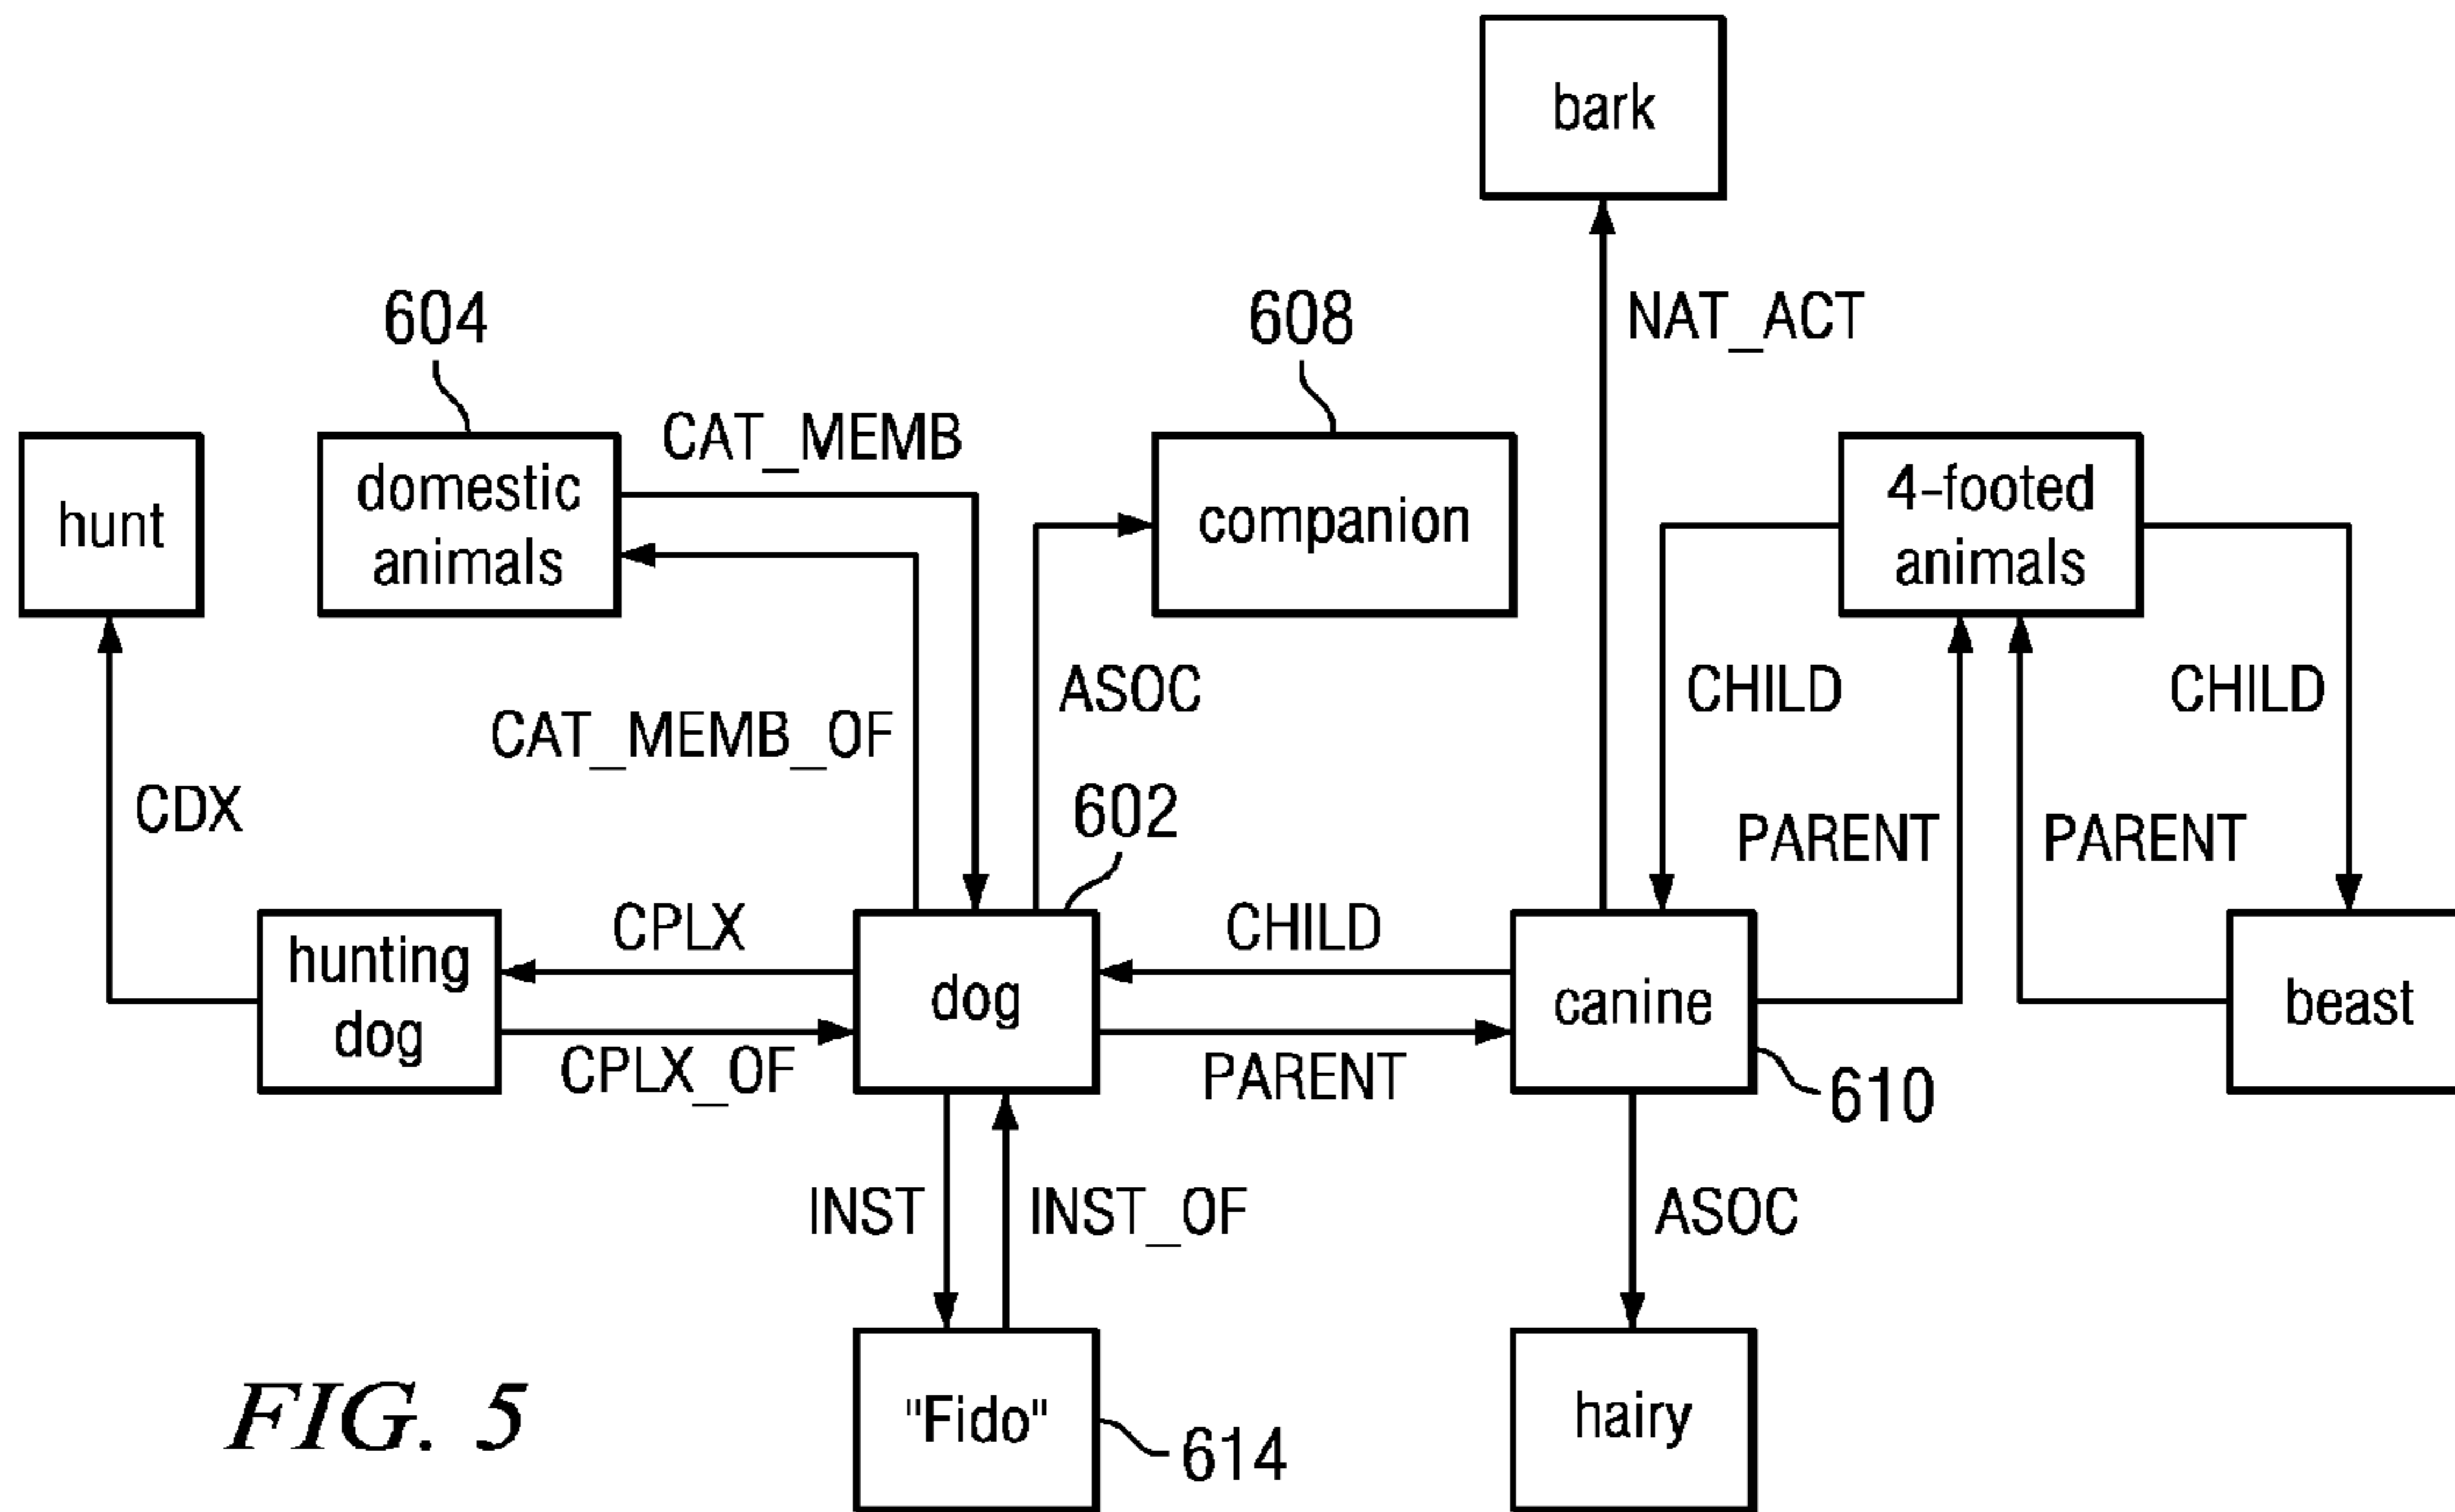 bark
NAT_ACT
604
608
CAT_MEMB
hunt
domestic
animals
companion
4-footed
animals
CAT_MEMB_OF
ASOC
CHILD
CHILD
CDX
602
PARENT
PARENT
CPLX
CHILD
hunting
dog
dog
canine
beast
CPLX_OF
PARENT
610
INST
INST_OF
ASOC
FIG. 5
"Fido"
614
hairy